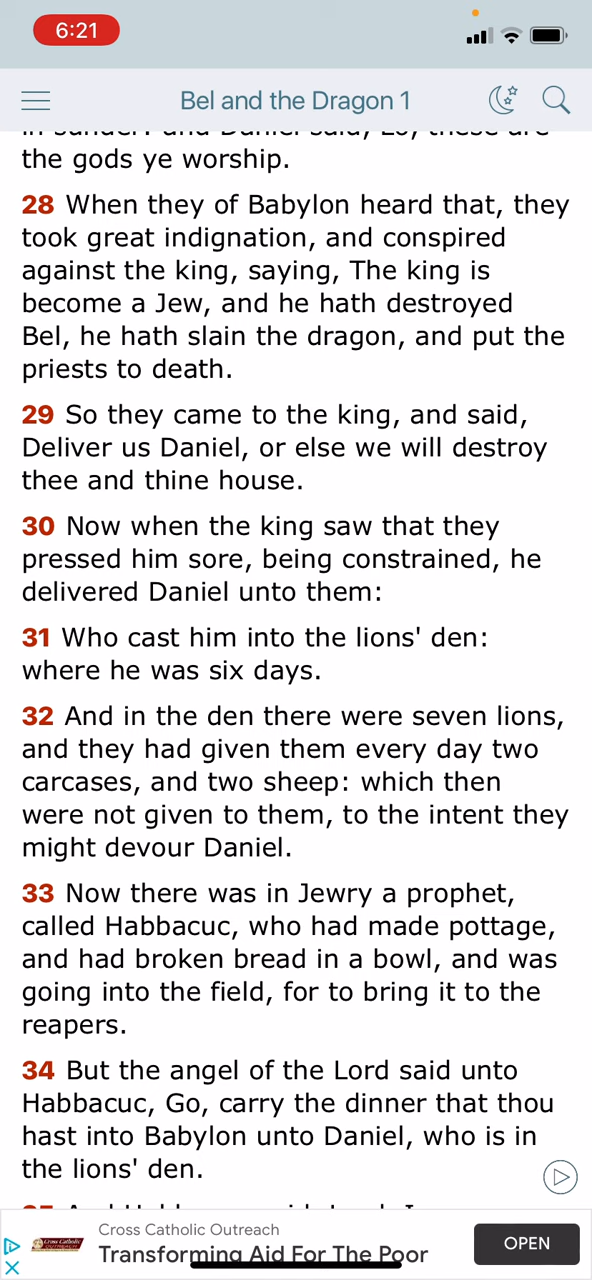 6:21
Bel and the Dragon 1
in sunder: and Daniel said, Lo, these are
the gods ye worship.
28 When they of Babylon heard that, they
took great indignation, and conspired
against the king, saying, The king is
become a Jew, and he hath destroyed
Bel, he hath slain the dragon, and put the
priests to death.
29 So they came to the king, and said,
Deliver us Daniel, or else we will destroy
thee and thine house.
30 Now when the king saw that they
pressed him sore, being constrained, he
delivered Daniel unto them:
31 Who cast him into the lions' den:
where he was six days.
32 And in the den there were seven lions,
and they had given them every day two
carcases, and two sheep: which then
were not given to them, to the intent they
might devour Daniel.
33 Now there was in Jewry a prophet,
called Habbacuc, who had made pottage,
and had broken bread in a bowl, and was
going into the field, for to bring it to the
reapers.
34 But the angel of the Lord said unto
Habbacuc, Go, carry the dinner that thou
hast into Babylon unto Daniel, who is in
the lions' den.
Cross Catholic Outreach
Transforming Aid For The Poor
OPEN